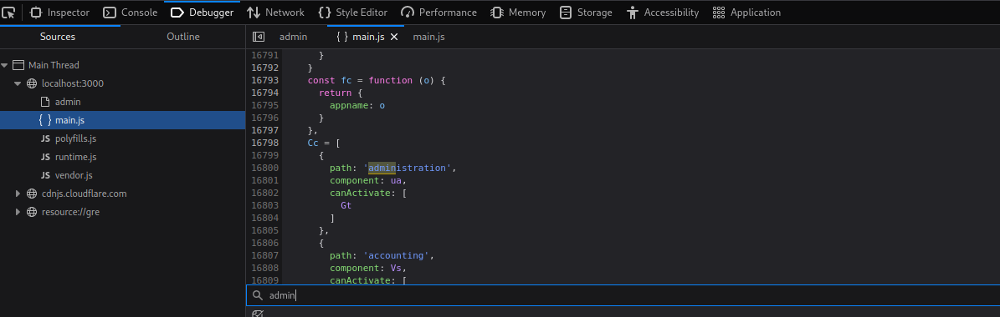 Inspector Console Debugger Network Style Editor Performance Memory Storage Accessibility Application
Sources Outline admin { } main.js × main.js
Main Thread
localhost:3000
admin
{ } main.js
JS polyfills.js
JS runtime.js
JS vendor.js
cdnjs.cloudflare.com
resource://gre
16791 }
16792 }
16793 const fc = function (o) {
16794 return {
16795 appname: o
16796 }
16797 },
16798 Cc = [
16799 {
16800 path: 'administration',
16801 component: ua,
16802 canActivate: [
16803 Gt
16804 ]
16805 },
16806 {
16807 path: 'accounting',
16808 component: Vs,
16809 canActivate: [
admin